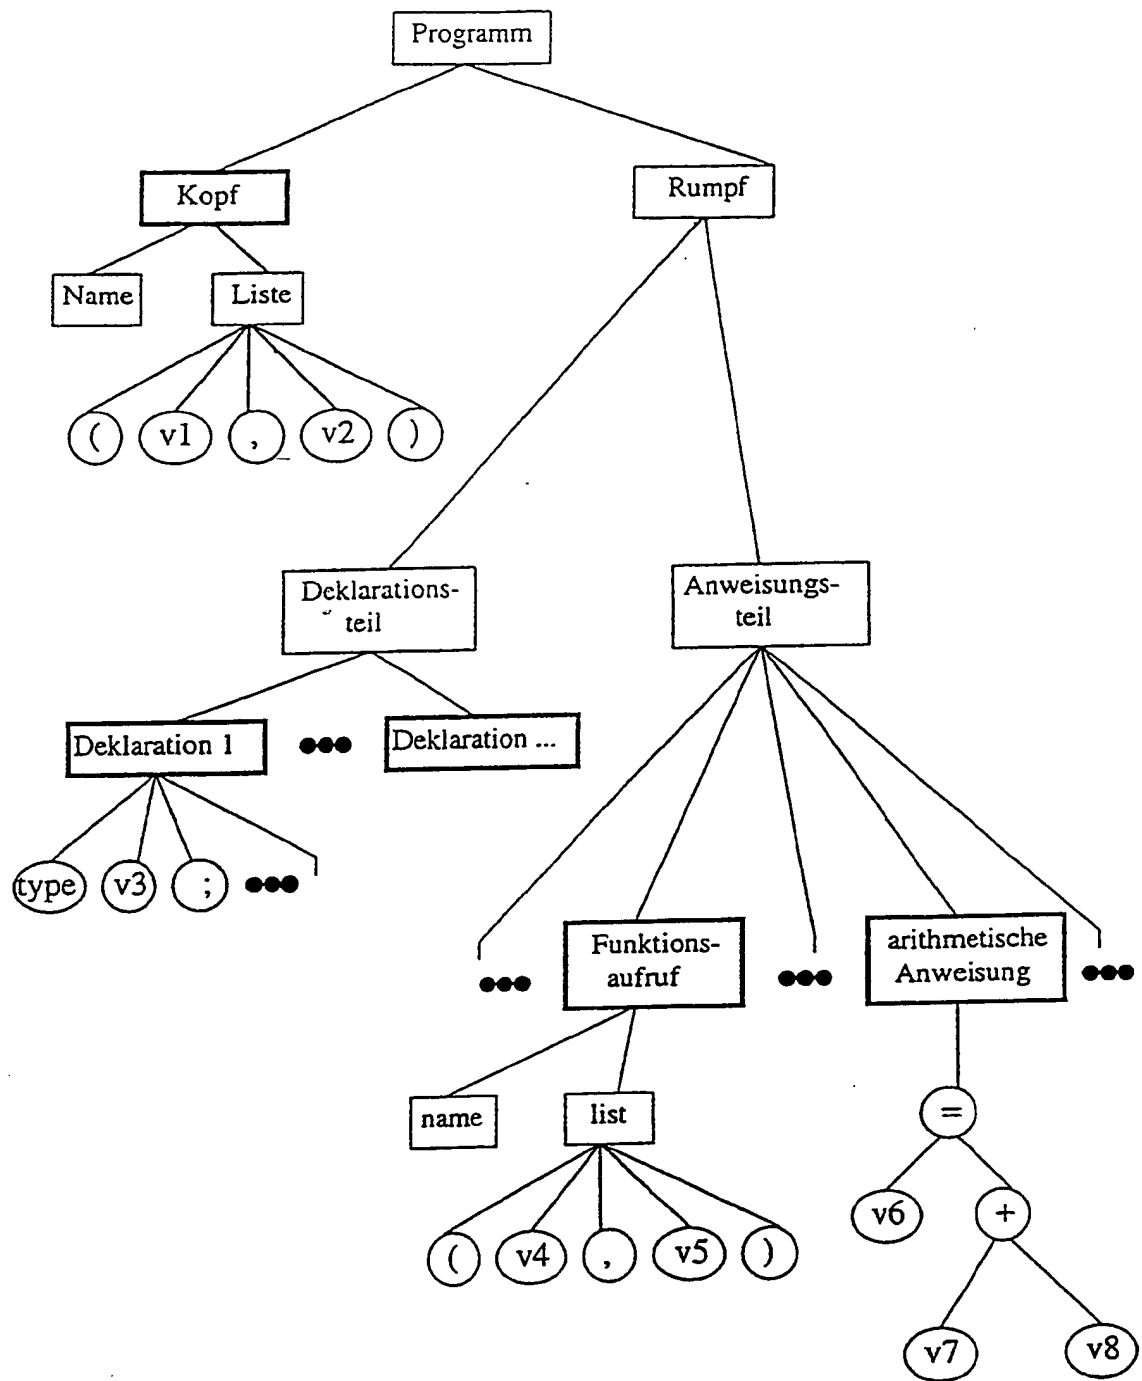 Programm
Kopf
Rumpf
Name
Liste
( v1 , v2 )
Deklarations-
teil
Anweisungs-
teil
Deklaration 1
Deklaration ...
type v3 ;
Funktions-
aufruf
arithmetische
Anweisung
name
list
=
v6
+
( v4 , v5 )
v7
v8